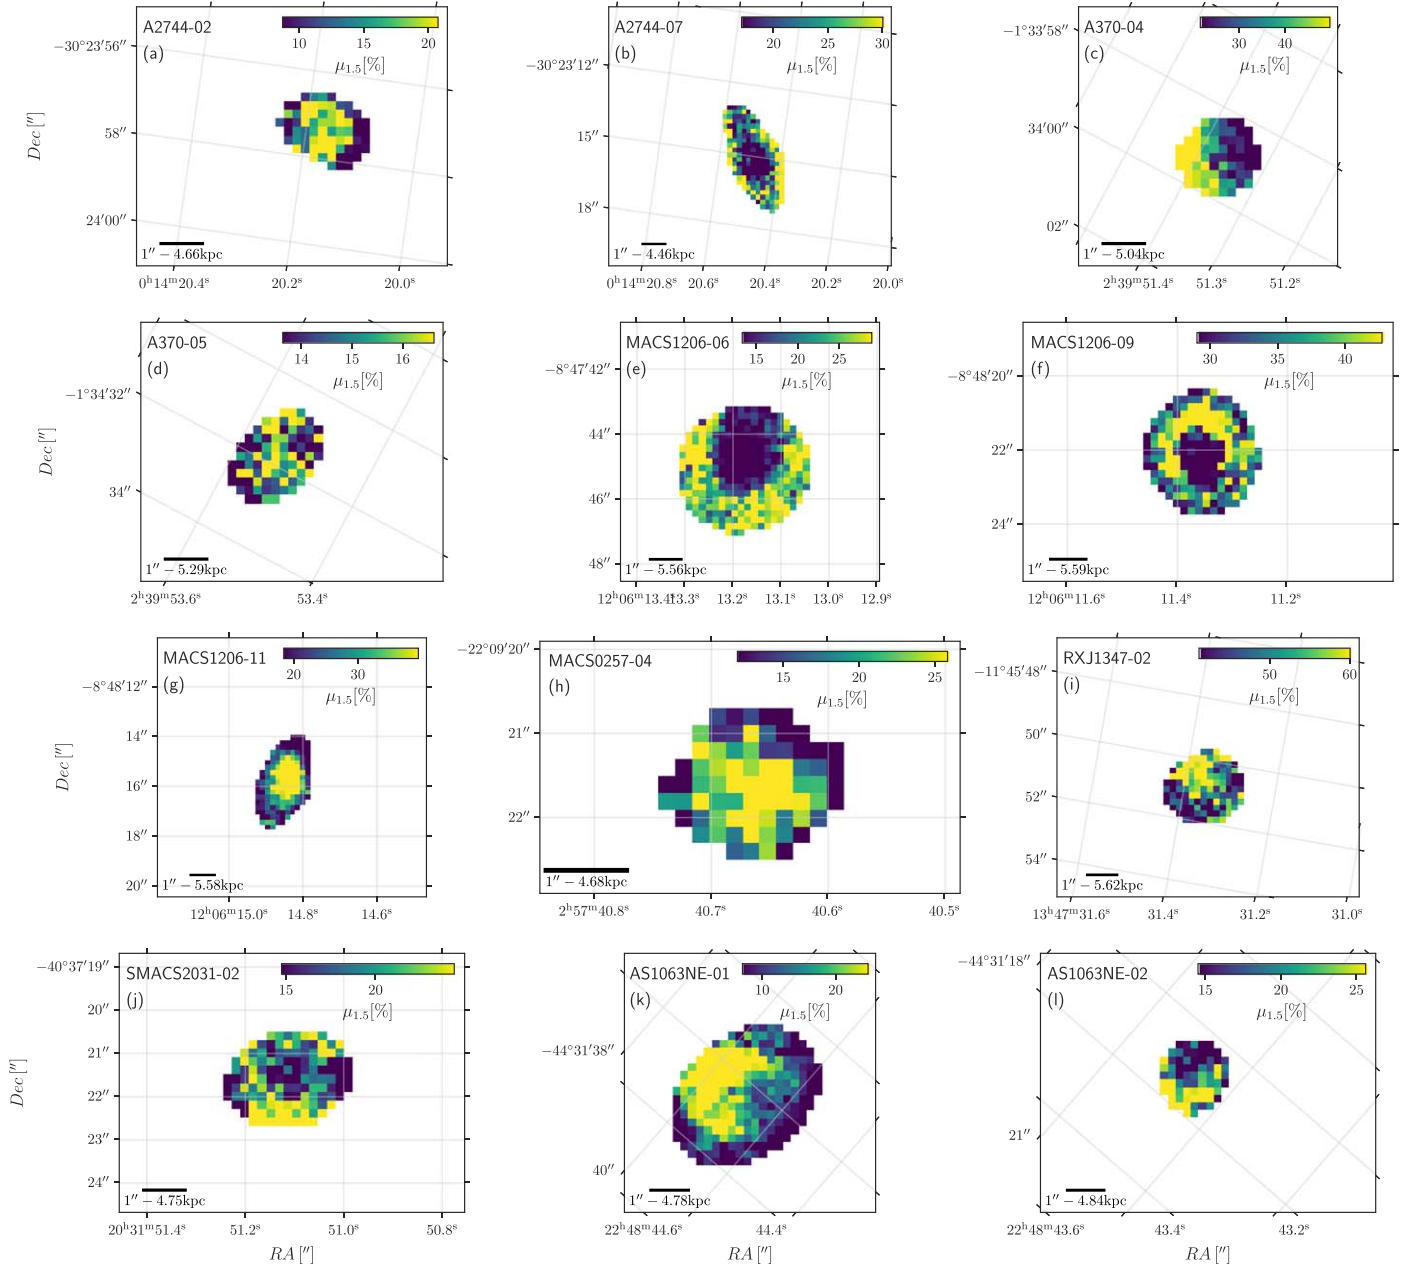 A2744-02
(a)
10 15 20
μ1.5[%]
−30°23′56″
58″
24′00″
Dec [″]
1″ − 4.66kpc
0h14m20.4s 20.2s 20.0s
A2744-07
(b)
20 25 30
μ1.5[%]
−30°23′12″
15″
18″
1″ − 4.46kpc
0h14m20.8s 20.6s 20.4s 20.2s 20.0s
A370-04
(c)
30 40
μ1.5[%]
−1°33′58″
34′00″
02″
1″ − 5.04kpc
2h39m51.4s 51.3s 51.2s
A370-05
(d)
14 15 16
μ1.5[%]
−1°34′32″
34″
Dec [″]
1″ − 5.29kpc
2h39m53.6s 53.4s
MACS1206-06
(e)
15 20 25
μ1.5[%]
−8°47′42″
44″
46″
48″
1″ − 5.56kpc
12h06m13.4s 13.3s 13.2s 13.1s 13.0s 12.9s
MACS1206-09
(f)
30 35 40
μ1.5[%]
−8°48′20″
22″
24″
1″ − 5.59kpc
12h06m11.6s 11.4s 11.2s
MACS1206-11
(g)
20 30
μ1.5[%]
−8°48′12″
14″
16″
18″
20″
Dec [″]
1″ − 5.58kpc
12h06m15.0s 14.8s 14.6s
MACS0257-04
(h)
15 20 25
μ1.5[%]
−22°09′20″
21″
22″
1″ − 4.68kpc
2h57m40.8s 40.7s 40.6s 40.5s
RXJ1347-02
(i)
50 60
μ1.5[%]
−11°45′48″
50″
52″
54″
1″ − 5.62kpc
13h47m31.6s 31.4s 31.2s 31.0s
SMACS2031-02
(j)
15 20
μ1.5[%]
−40°37′19″
20″
21″
22″
23″
24″
Dec [″]
1″ − 4.75kpc
20h31m51.4s 51.2s 51.0s 50.8s
RA [″]
AS1063NE-01
(k)
10 20
μ1.5[%]
−44°31′38″
40″
1″ − 4.78kpc
22h48m44.6s 44.4s
RA [″]
AS1063NE-02
(l)
15 20 25
μ1.5[%]
−44°31′18″
21″
1″ − 4.84kpc
22h48m43.6s 43.4s 43.2s
RA [″]